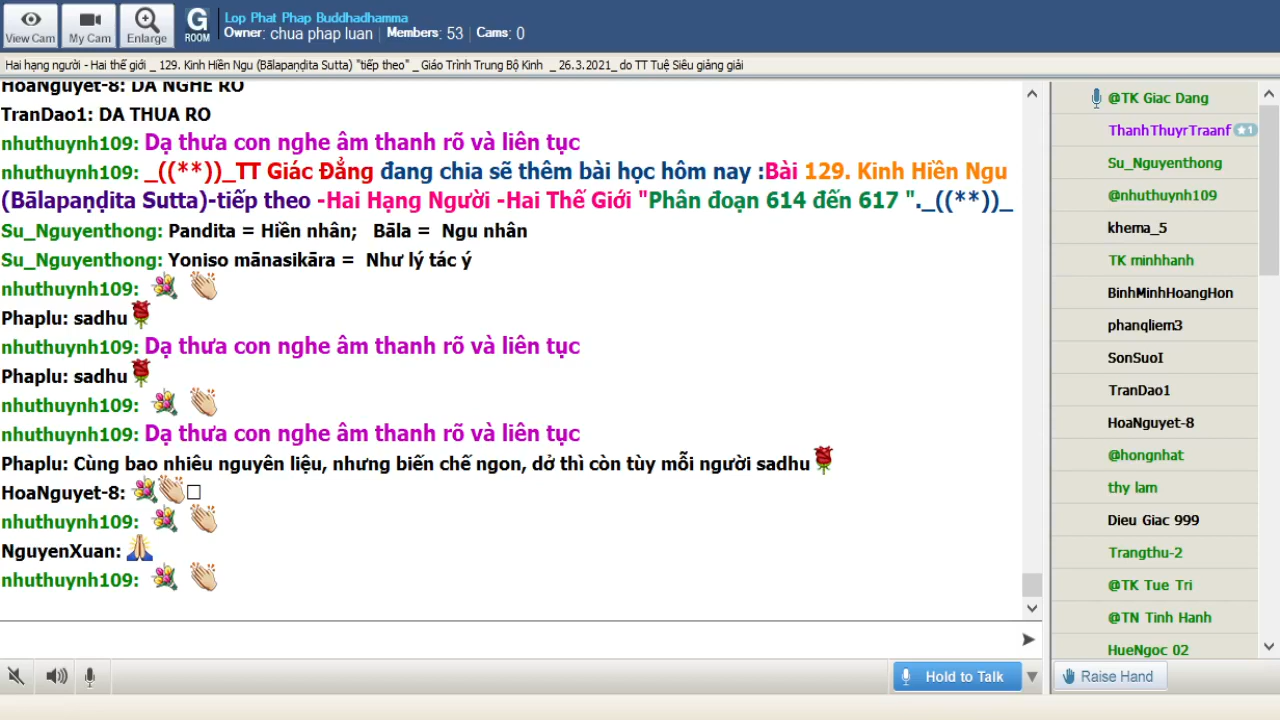 View Cam
My Cam
Enlarge
G
ROOM
Lop Phat Phap Buddhadhamma
Owner: chua phap luan | Members: 53 | Cams: 0
Hai hạng người - Hai thế giới _ 129. Kinh Hiền Ngu (Bālapaṇḍita Sutta) "tiếp theo" _ Giáo Trình Trung Bộ Kinh _ 26.3.2021_ do TT Tuệ Siêu giảng giải
HoaNguyet-8: DA NGHE RO
TranDao1: DA THUA RO
nhuthuynh109: Dạ thưa con nghe âm thanh rõ và liên tục
nhuthuynh109: _((**))_TT Giác Đẳng đang chia sẽ thêm bài học hôm nay :Bài 129. Kinh Hiền Ngu
(Bālapaṇḍita Sutta)-tiếp theo -Hai Hạng Người -Hai Thế Giới "Phân đoạn 614 đến 617 "._((**))_
Su_Nguyenthong: Pandita = Hiền nhân; Bāla = Ngu nhân
Su_Nguyenthong: Yoniso mānasikāra = Như lý tác ý
nhuthuynh109:
Phaplu: sadhu
nhuthuynh109: Dạ thưa con nghe âm thanh rõ và liên tục
Phaplu: sadhu
nhuthuynh109:
nhuthuynh109: Dạ thưa con nghe âm thanh rõ và liên tục
Phaplu: Cùng bao nhiêu nguyên liệu, nhưng biến chế ngon, dở thì còn tùy mỗi người sadhu
HoaNguyet-8:
nhuthuynh109:
NguyenXuan:
nhuthuynh109:
@TK Giac Dang
ThanhThuyrTraanf ★1
Su_Nguyenthong
@nhuthuynh109
khema_5
TK minhhanh
BinhMinhHoangHon
phanqliem3
SonSuoI
TranDao1
HoaNguyet-8
@hongnhat
thy lam
Dieu Giac 999
Trangthu-2
@TK Tue Tri
@TN Tinh Hanh
HueNgoc 02
Hold to Talk
Raise Hand